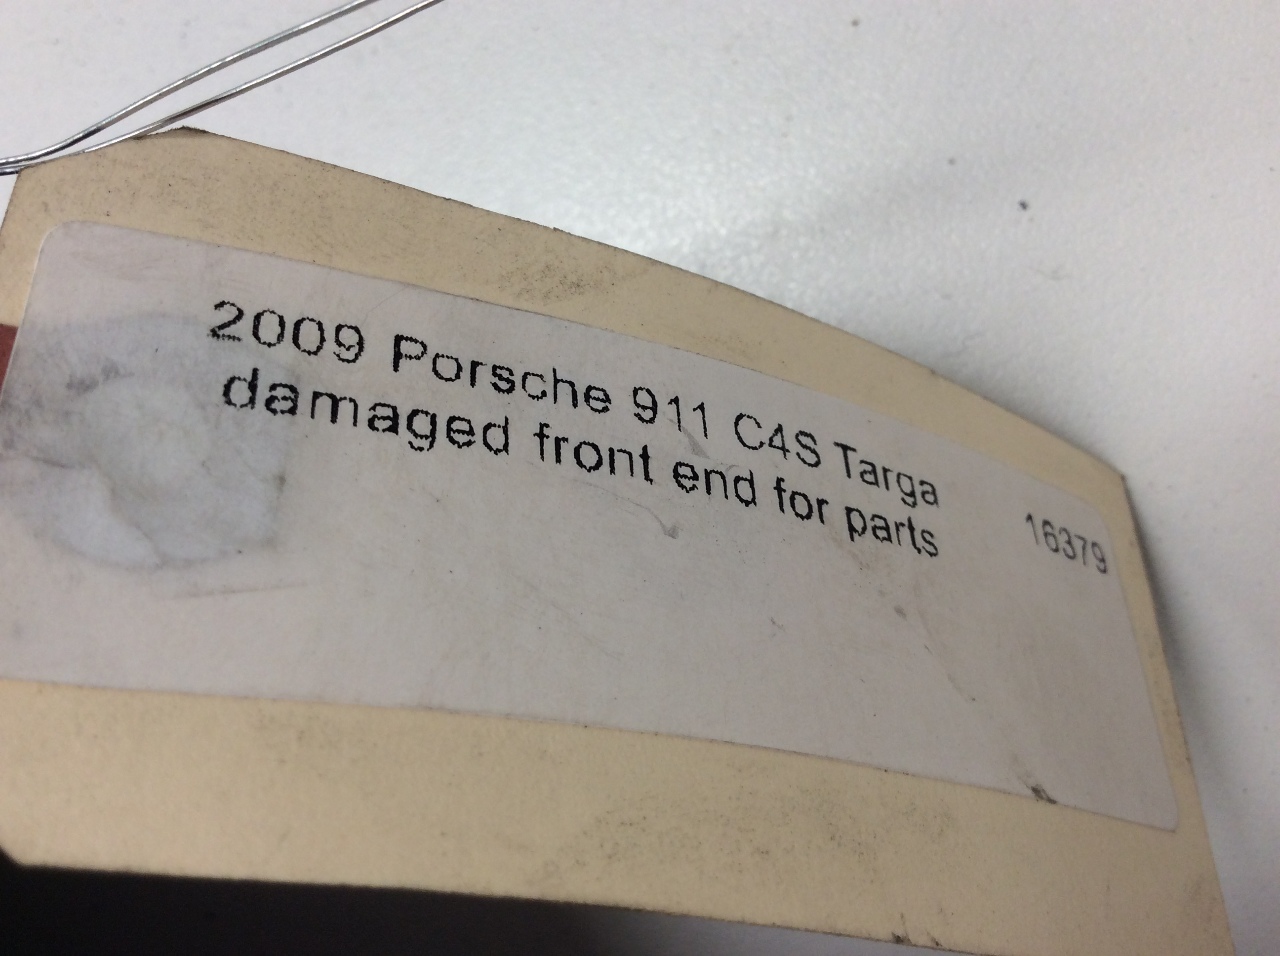 2009 Porsche 911 C4S Targa
damaged front end for parts
16379